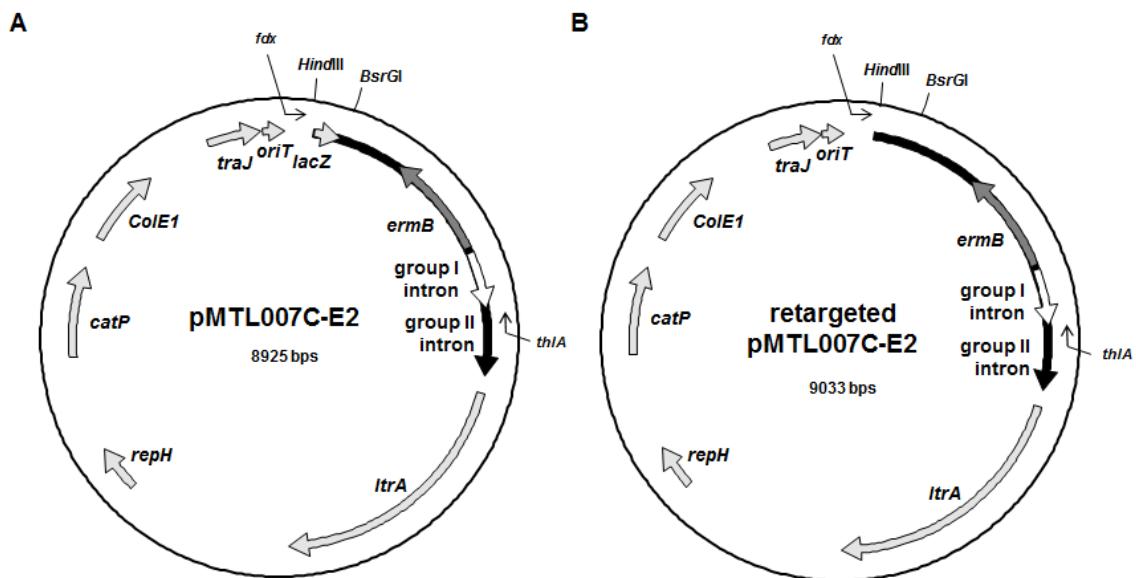 A
fdx
HindIII
BsrGI
traJ
oriT
lacZ
ColE1
ermB
group I
intron
catP
pMTL007C-E2
8925 bps
group II
intron
thlA
repH
ltrA
B
fdx
HindIII
BsrGI
traJ
oriT
ColE1
ermB
group I
intron
catP
retargeted
pMTL007C-E2
9033 bps
group II
intron
thlA
repH
ltrA